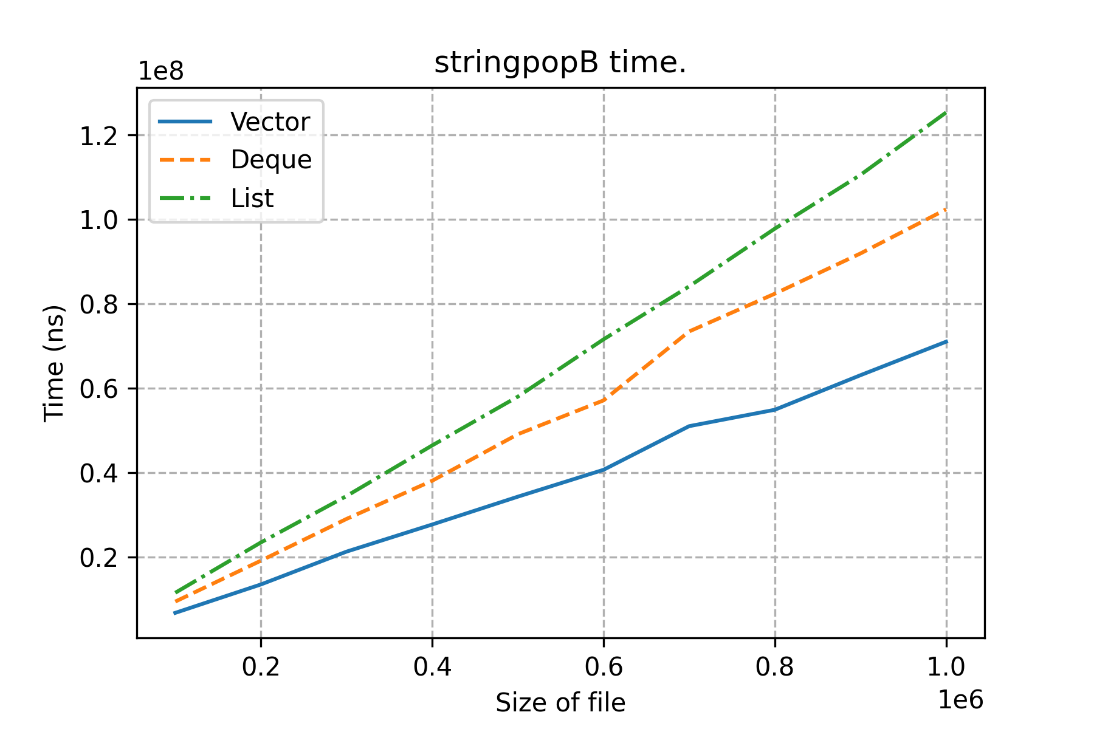 stringpopB time.
1e8
Vector
Deque
List
1.2
1.0
0.8
0.6
0.4
0.2
Time (ns)
0.2 0.4 0.6 0.8 1.0
1e6
Size of file